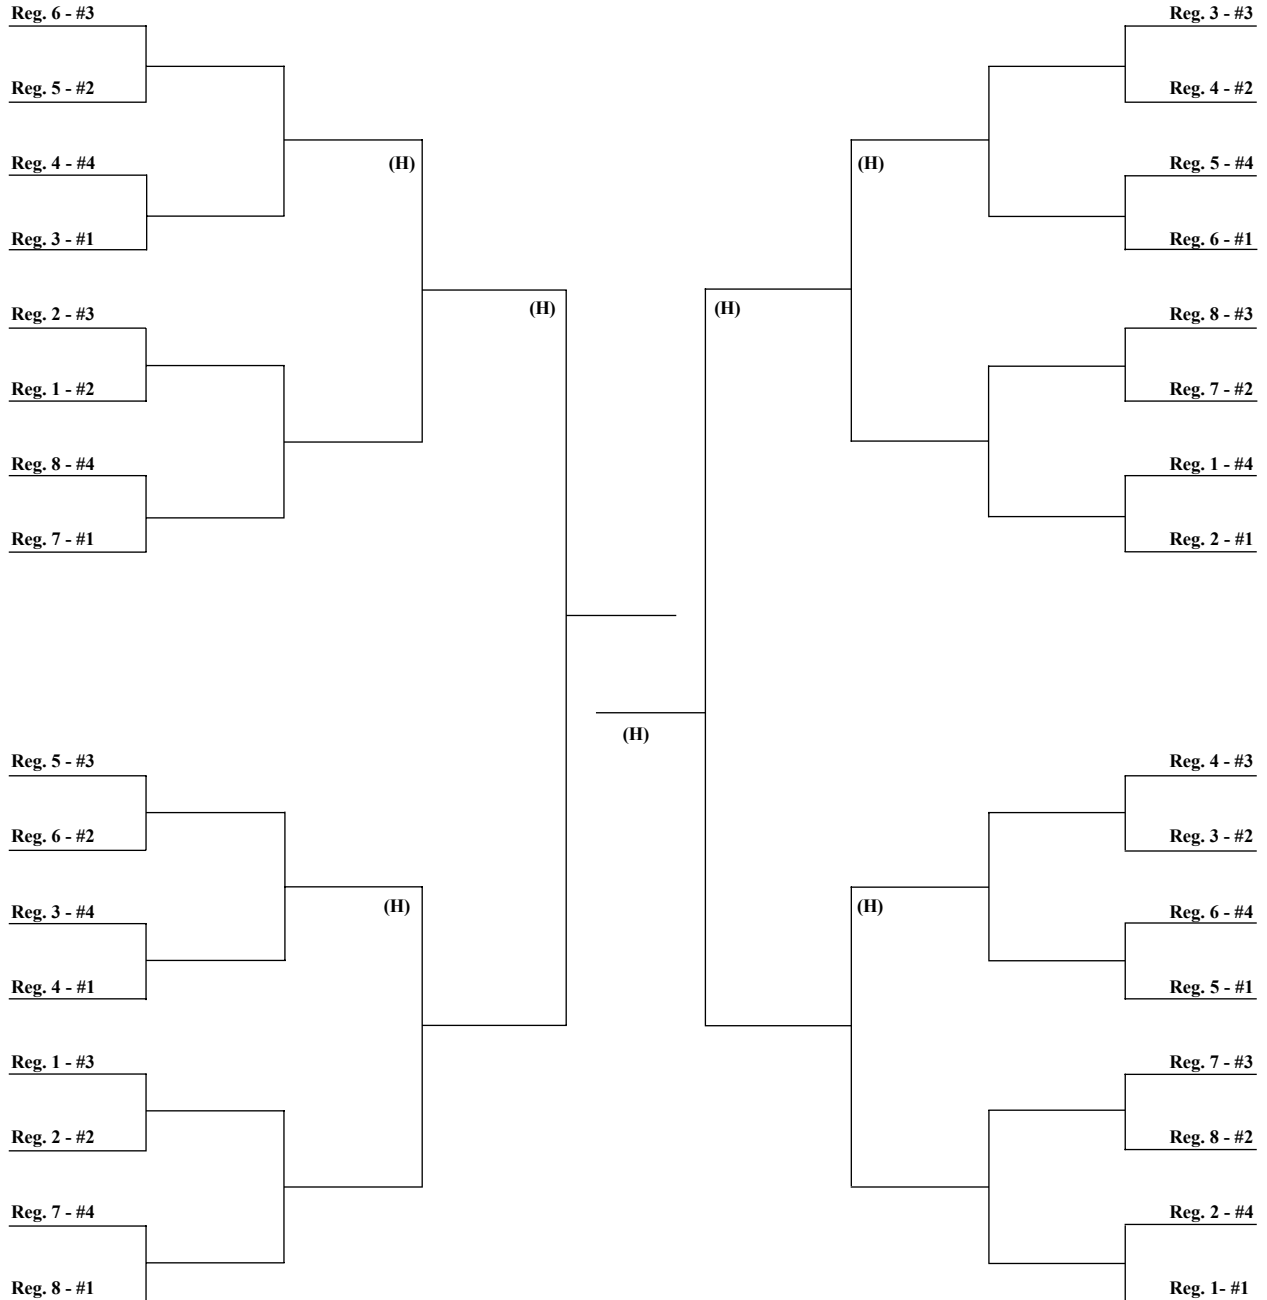 Reg. 6 - #3
Reg. 5 - #2
Reg. 4 - #4
(H)
Reg. 3 - #1
Reg. 2 - #3
(H)
Reg. 1 - #2
Reg. 8 - #4
Reg. 7 - #1
Reg. 5 - #3
Reg. 6 - #2
Reg. 3 - #4
(H)
Reg. 4 - #1
Reg. 1 - #3
Reg. 2 - #2
Reg. 7 - #4
Reg. 8 - #1
(H)
Reg. 3 - #3
Reg. 4 - #2
(H)
Reg. 5 - #4
Reg. 6 - #1
(H)
Reg. 8 - #3
Reg. 7 - #2
Reg. 1 - #4
Reg. 2 - #1
Reg. 4 - #3
Reg. 3 - #2
(H)
Reg. 6 - #4
Reg. 5 - #1
Reg. 7 - #3
Reg. 8 - #2
Reg. 2 - #4
Reg. 1- #1